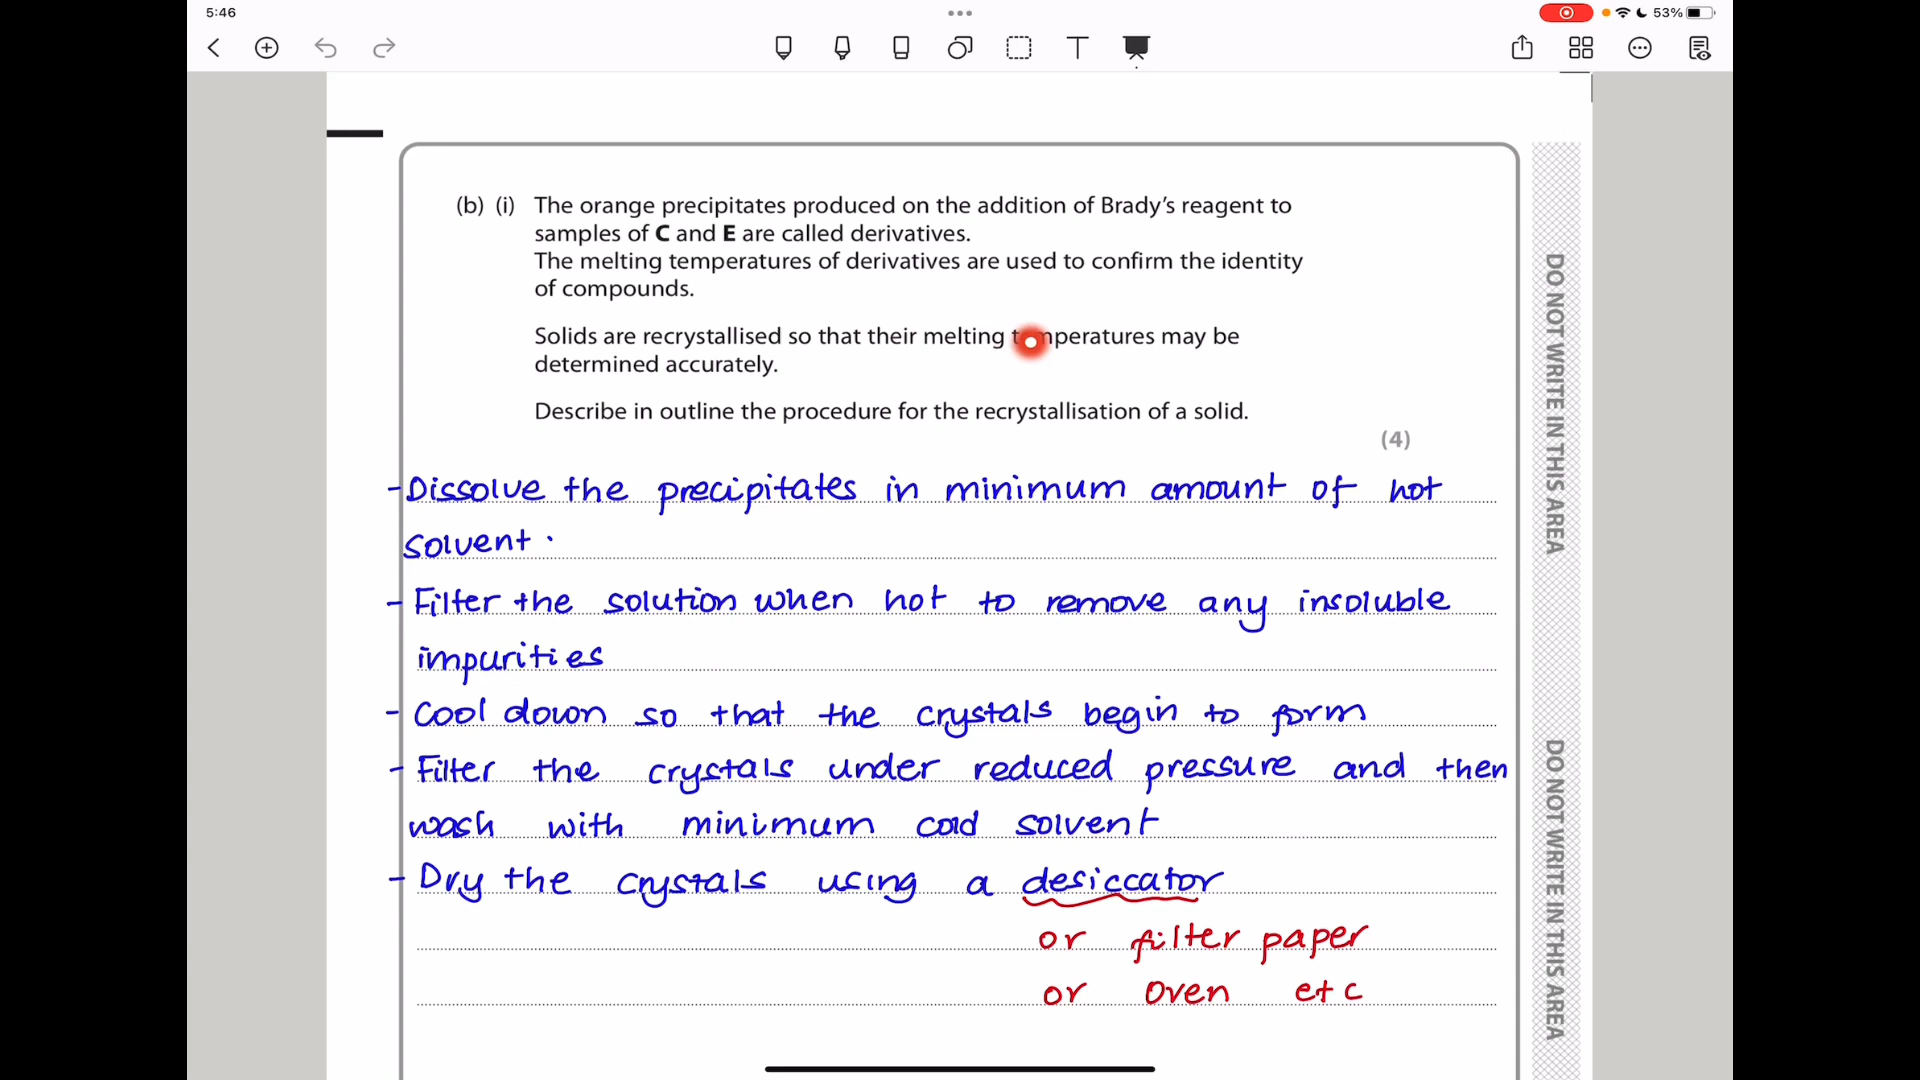 5:46
53%
(b) (i) The orange precipitates produced on the addition of Brady's reagent to
samples of C and E are called derivatives.
The melting temperatures of derivatives are used to confirm the identity
of compounds.
Solids are recrystallised so that their melting temperatures may be
determined accurately.
Describe in outline the procedure for the recrystallisation of a solid.
(4)
- Dissolve the precipitates in minimum amount of hot
solvent.
- Filter the solution when hot to remove any insoluble
impurities
- Cool down so that the crystals begin to form
- Filter the crystals under reduced pressure and then
wash with minimum cold solvent
- Dry the crystals using a desiccator
or filter paper
or oven etc
DO NOT WRITE IN THIS AREA
DO NOT WRITE IN THIS AREA